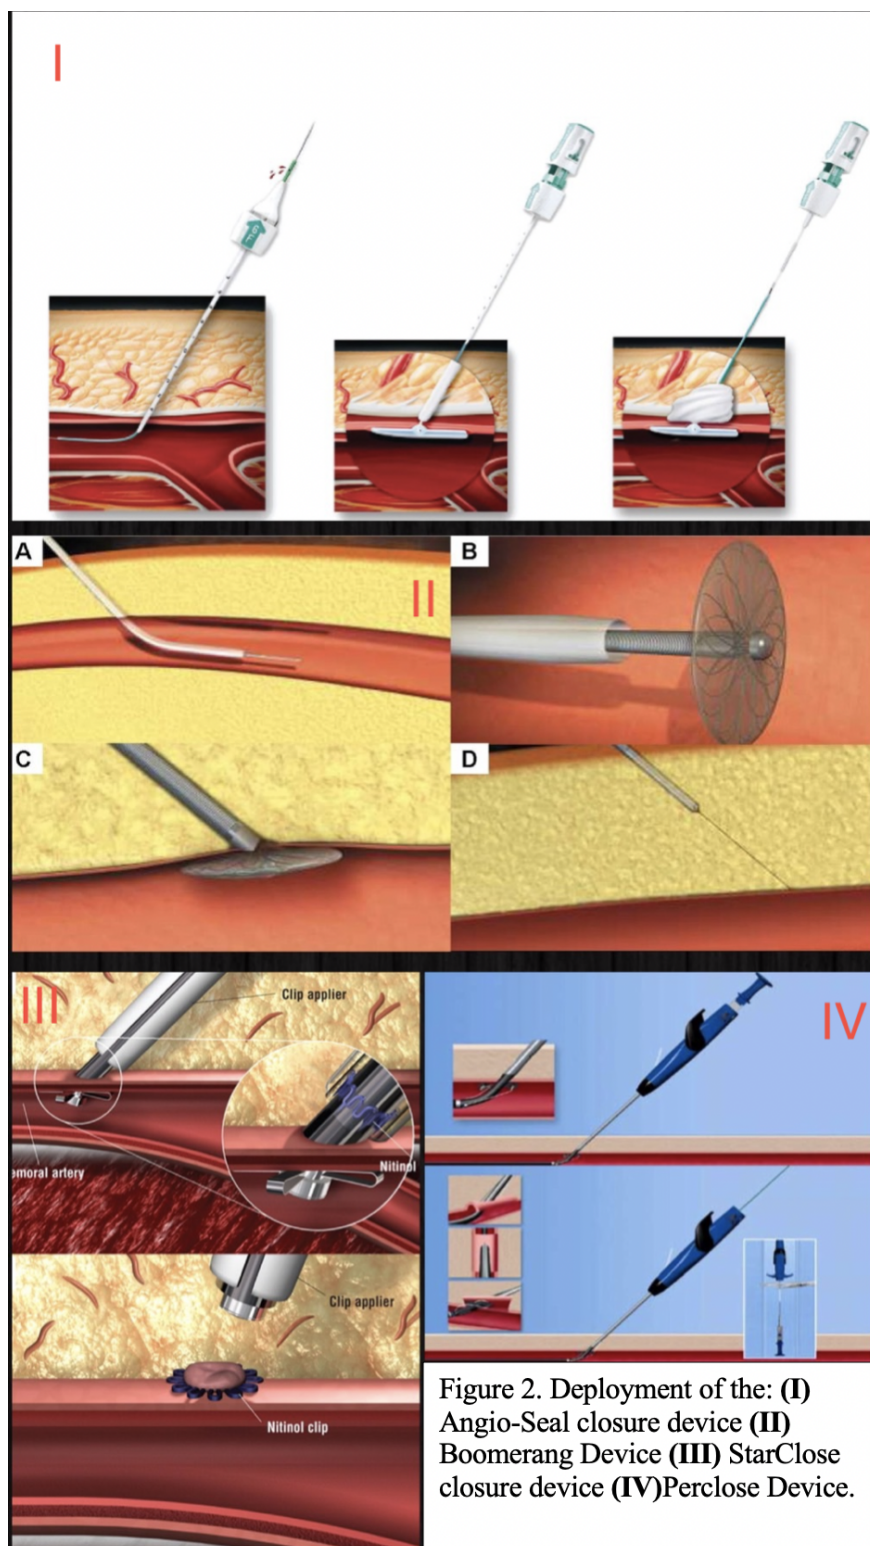 I
6F
A
II
B
C
D
III
Clip applier
emoral artery
Nitinol
IV
Clip applier
Nitinol clip
Figure 2. Deployment of the: (I)
Angio-Seal closure device (II)
Boomerang Device (III) StarClose
closure device (IV)Perclose Device.